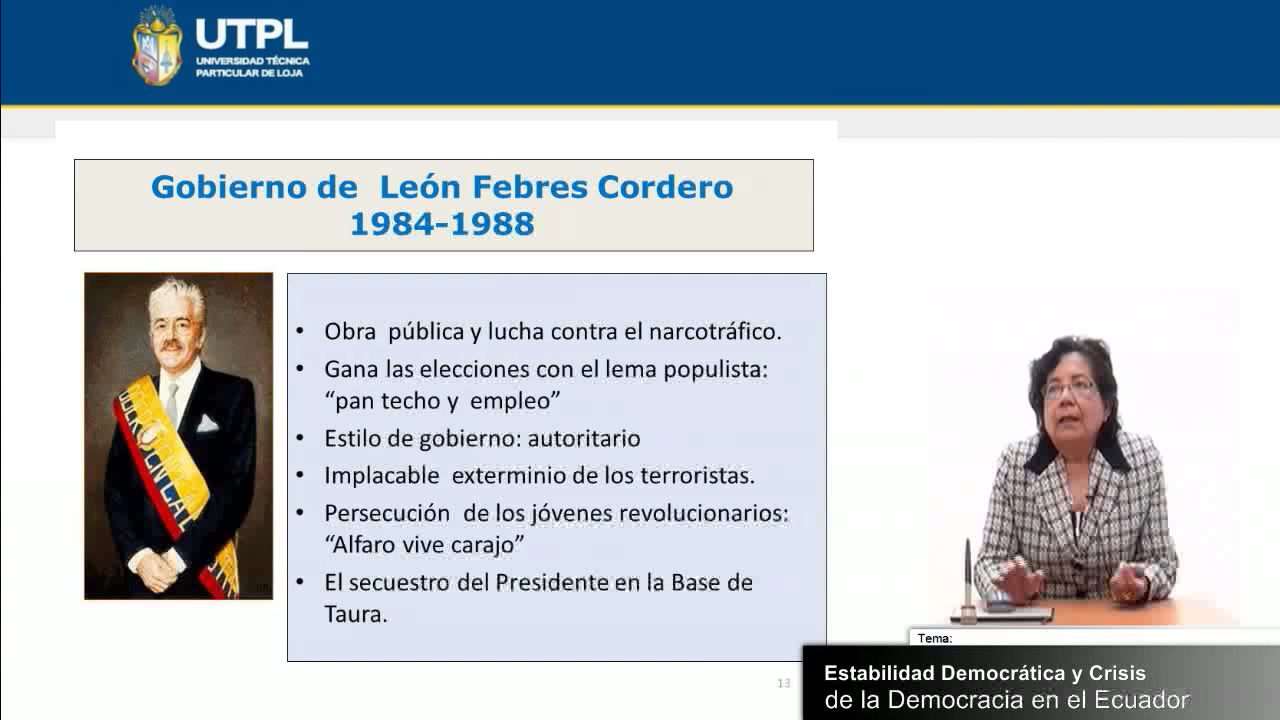 UTPL
UNIVERSIDAD TÉCNICA
PARTICULAR DE LOJA
Gobierno de León Febres Cordero
1984-1988
• Obra pública y lucha contra el narcotráfico.
• Gana las elecciones con el lema populista:
“pan techo y empleo”
• Estilo de gobierno: autoritario
• Implacable exterminio de los terroristas.
• Persecución de los jóvenes revolucionarios:
“Alfaro vive carajo”
• El secuestro del Presidente en la Base de
Taura.
13
Tema:
Estabilidad Democrática y Crisis
de la Democracia en el Ecuador